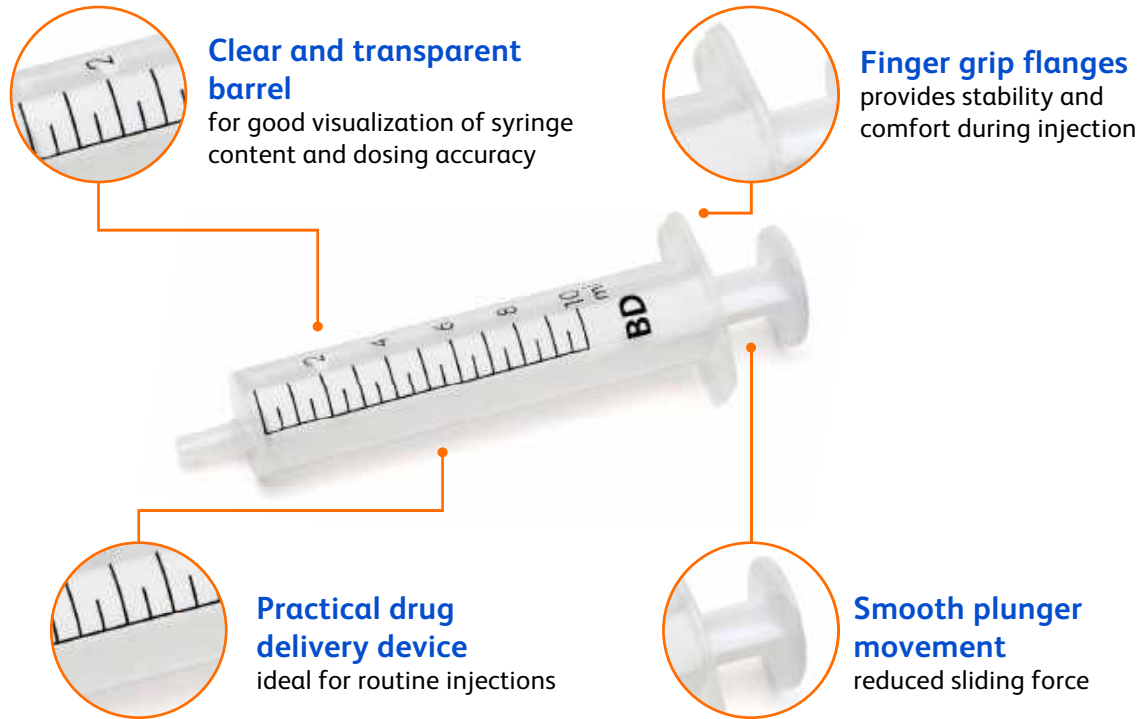 Clear and transparent
barrel
for good visualization of syringe
content and dosing accuracy
Finger grip flanges
provides stability and
comfort during injection
2
2
4
6
8
10
ml
BD
Practical drug
delivery device
ideal for routine injections
Smooth plunger
movement
reduced sliding force